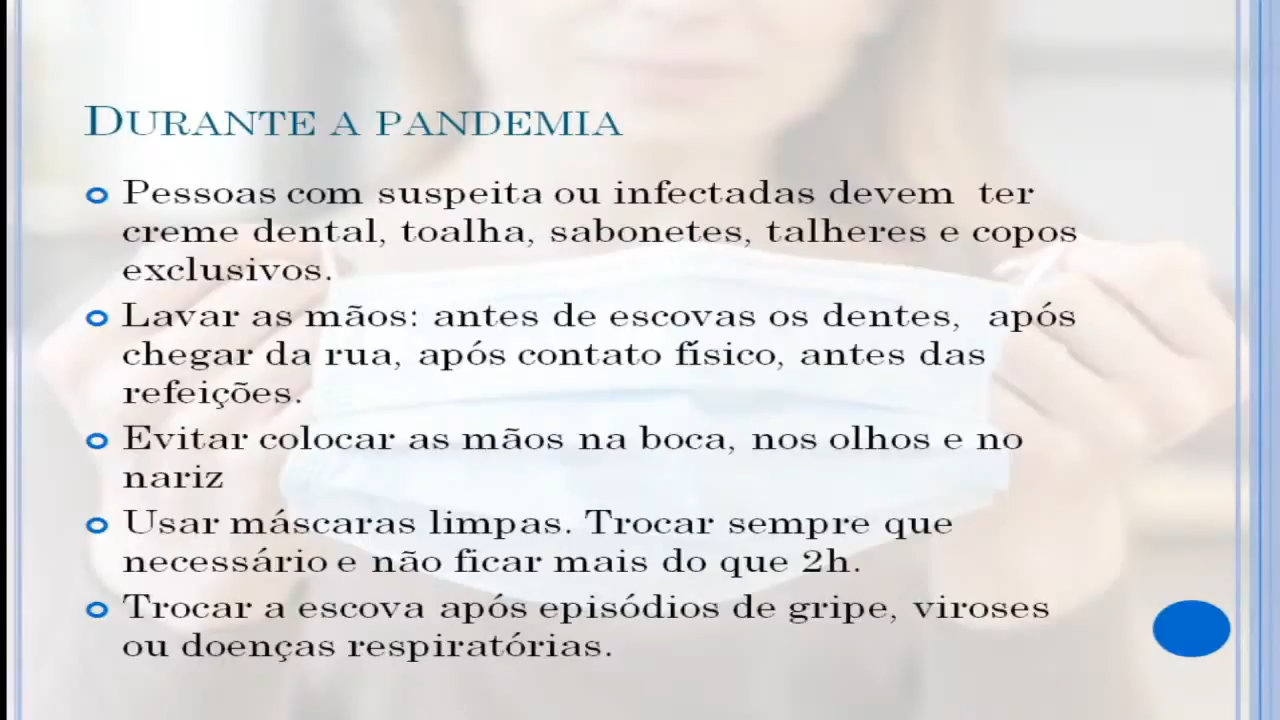 DURANTE A PANDEMIA
Pessoas com suspeita ou infectadas devem ter
creme dental, toalha, sabonetes, talheres e copos
exclusivos.
Lavar as mãos: antes de escovas os dentes, após
chegar da rua, após contato físico, antes das
refeições.
Evitar colocar as mãos na boca, nos olhos e no
nariz
Usar máscaras limpas. Trocar sempre que
necessário e não ficar mais do que 2h.
Trocar a escova após episódios de gripe, viroses
ou doenças respiratórias.